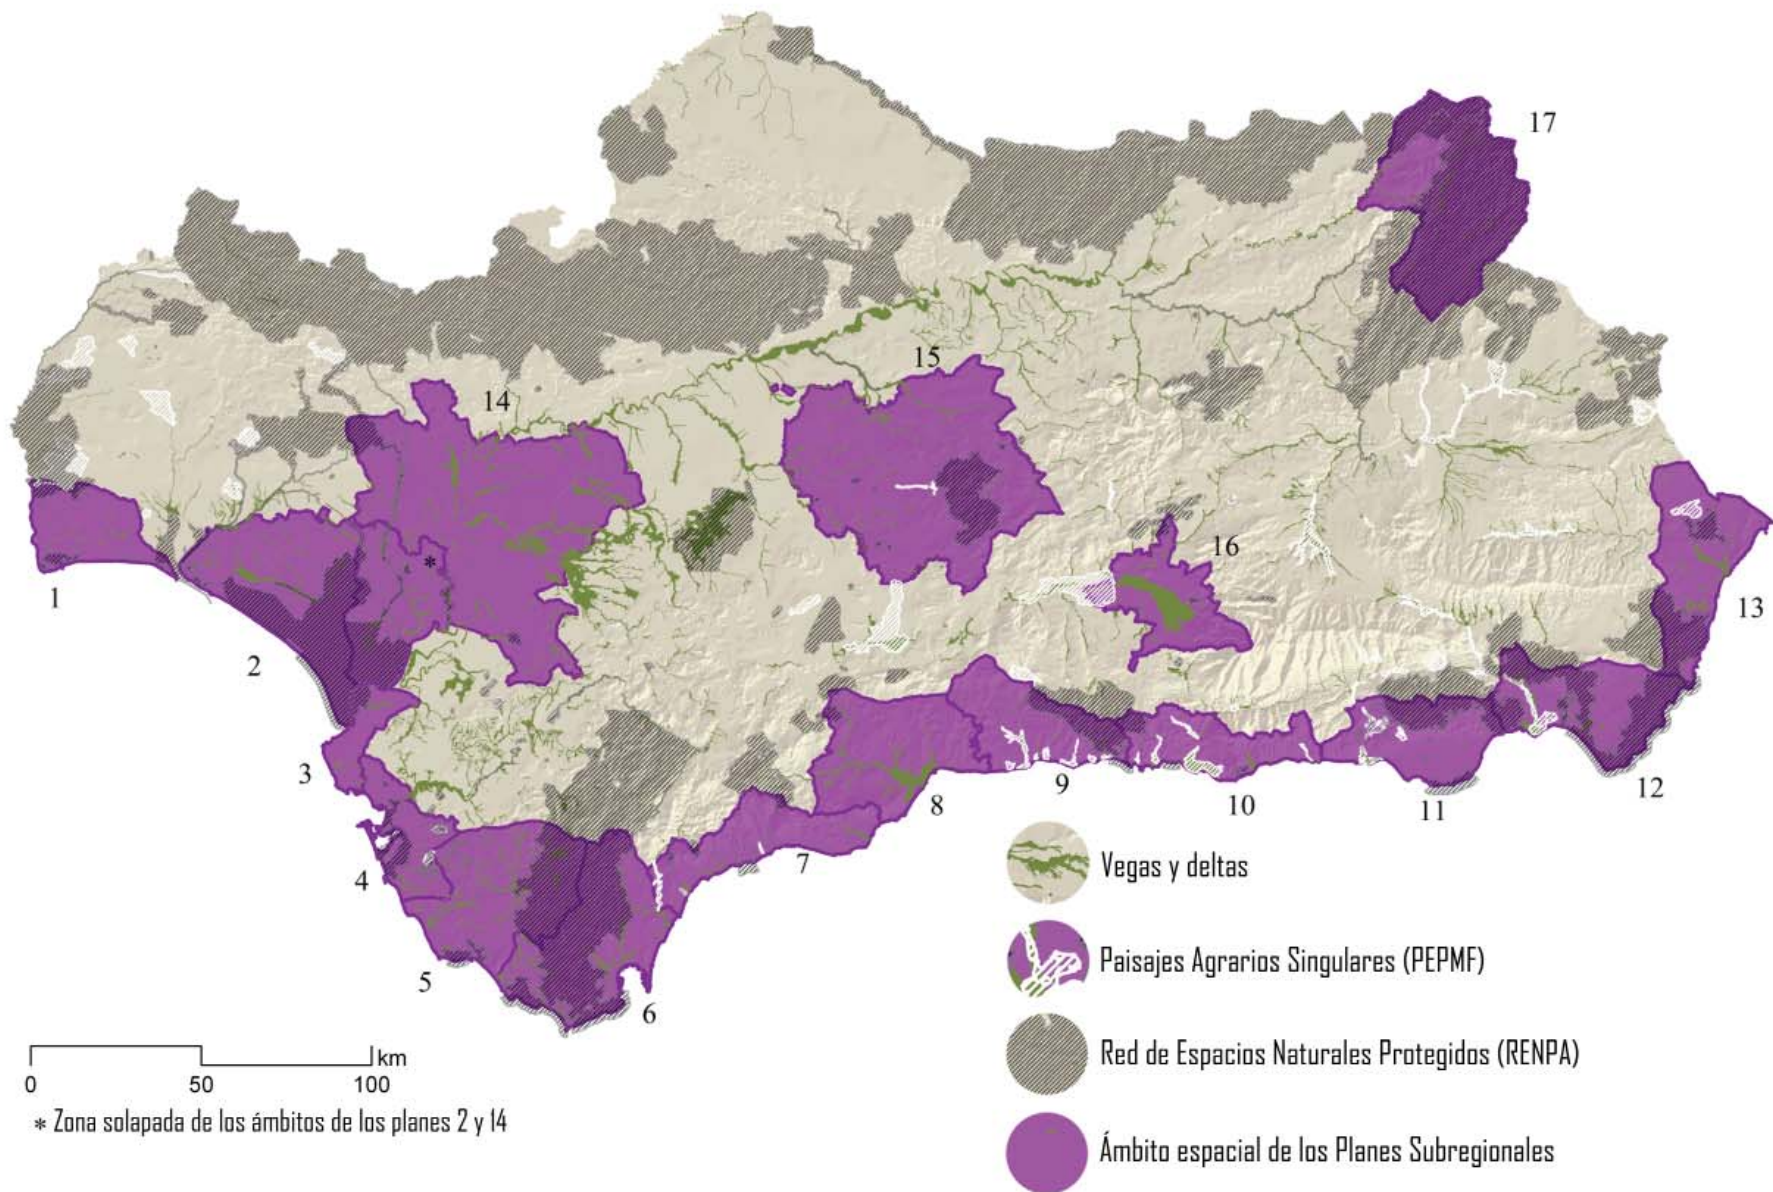 17
15
14
16
1
13
2
3
9
12
8
10
11
7
4
5
6
Vegas y deltas
Paisajes Agrarios Singulares (PEPMF)
Red de Espacios Naturales Protegidos (RENPA)
Ámbito espacial de los Planes Subregionales
km
0 50 100
* Zona solapada de los ámbitos de los planes 2 y 14
*